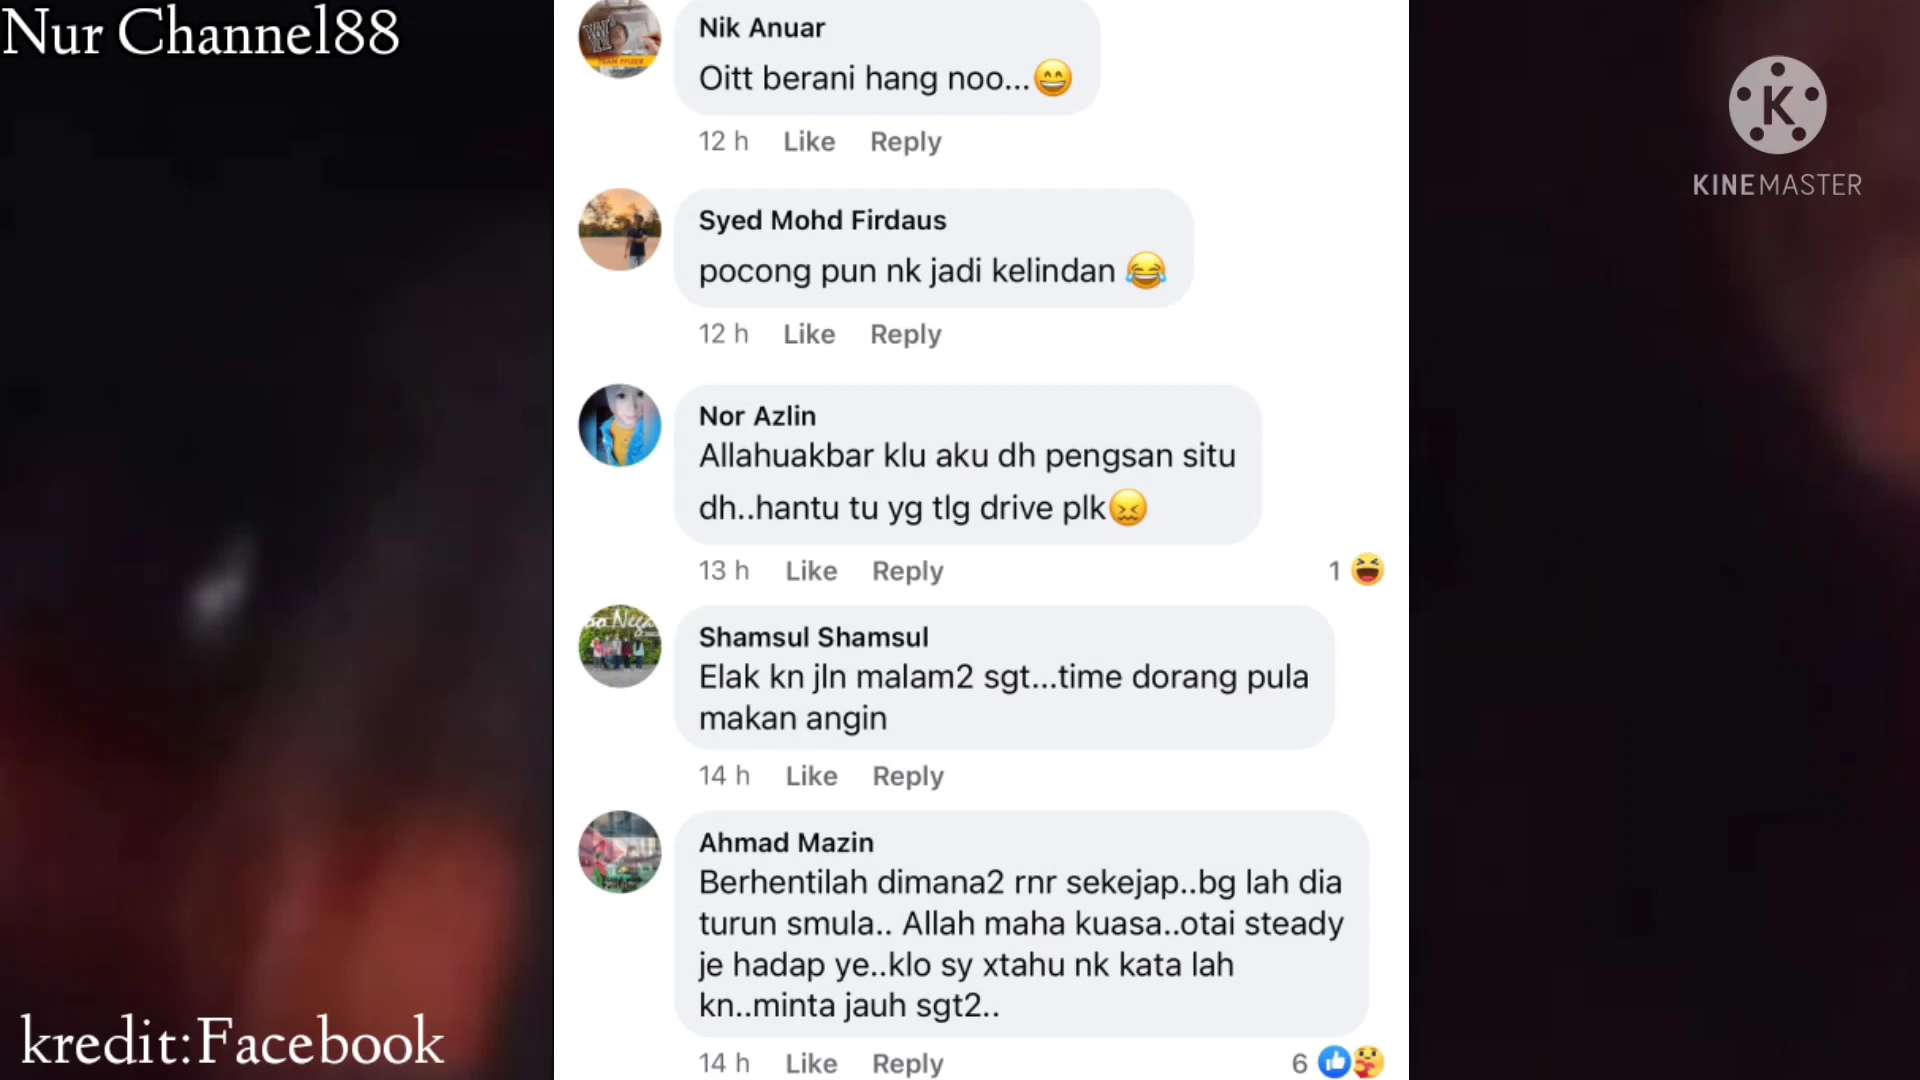 Nur Channel88
KINEMASTER
Nik Anuar
Oitt berani hang noo...😄
12 h Like Reply
Syed Mohd Firdaus
pocong pun nk jadi kelindan 😂
12 h Like Reply
Nor Azlin
Allahuakbar klu aku dh pengsan situ
dh..hantu tu yg tlg drive plk😖
13 h Like Reply 1
Shamsul Shamsul
Elak kn jln malam2 sgt...time dorang pula
makan angin
14 h Like Reply
Ahmad Mazin
Berhentilah dimana2 rnr sekejap..bg lah dia
turun smula.. Allah maha kuasa..otai steady
je hadap ye..klo sy xtahu nk kata lah
kn..minta jauh sgt2..
14 h Like Reply 6
kredit:Facebook